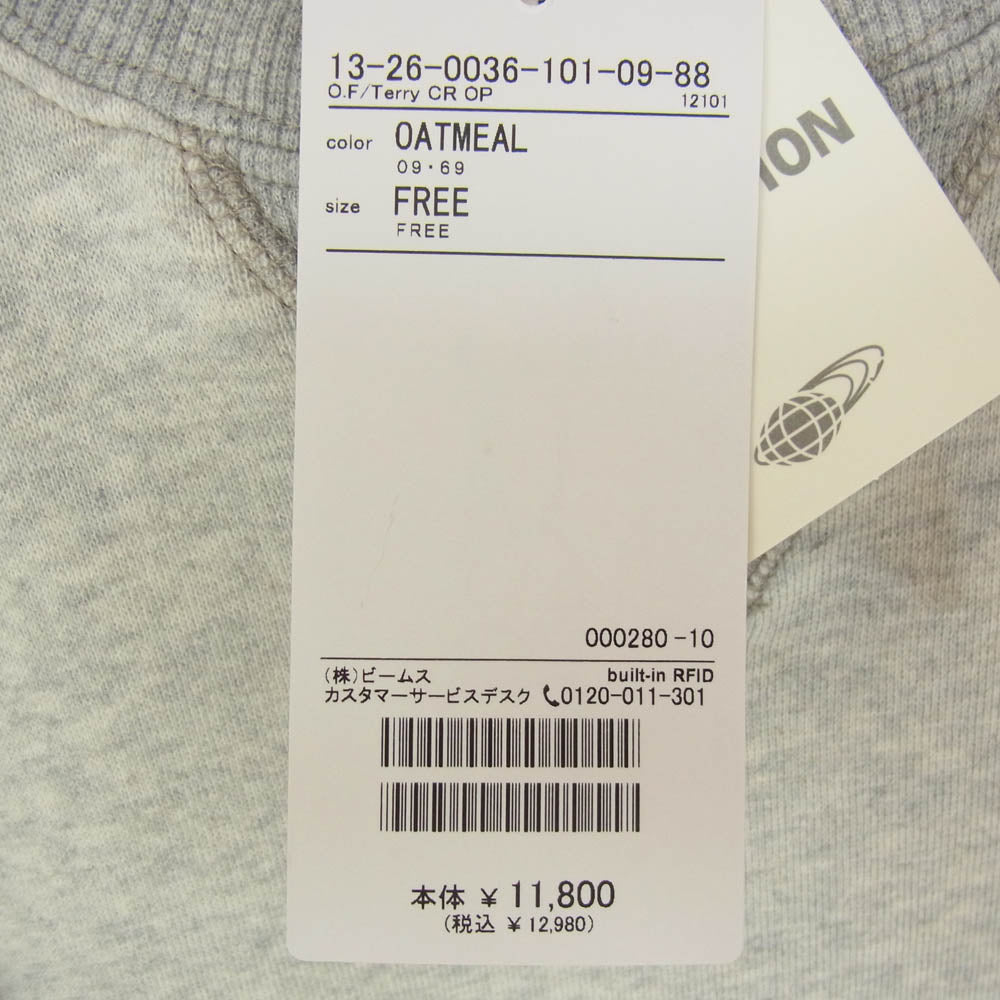 13-26-0036-101-09-88
O.F/Terry CR OP
12101
color OATMEAL
09・69
size FREE
FREE
000280 -10
(株)ビームス built-in RFID
カスタマーサービスデスク 0120-011-301
本体 ¥ 11,800
(税込 ¥ 12,980)